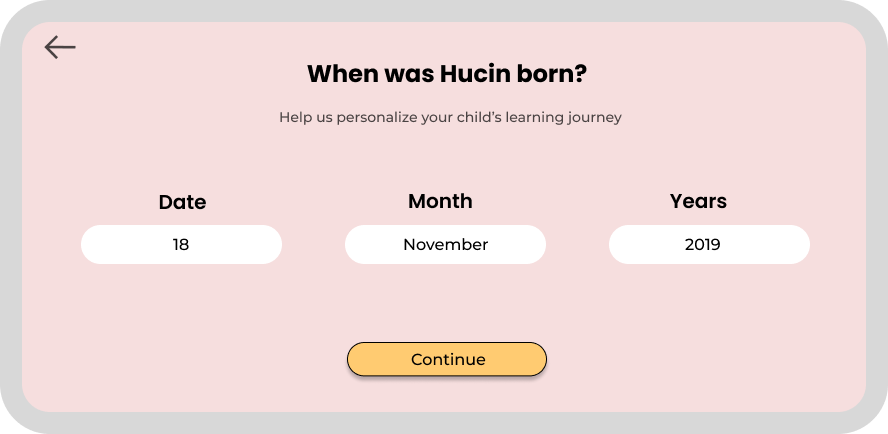 When was Hucin born?
Help us personalize your child's learning journey
Date
Month
Years
18
November
2019
Continue